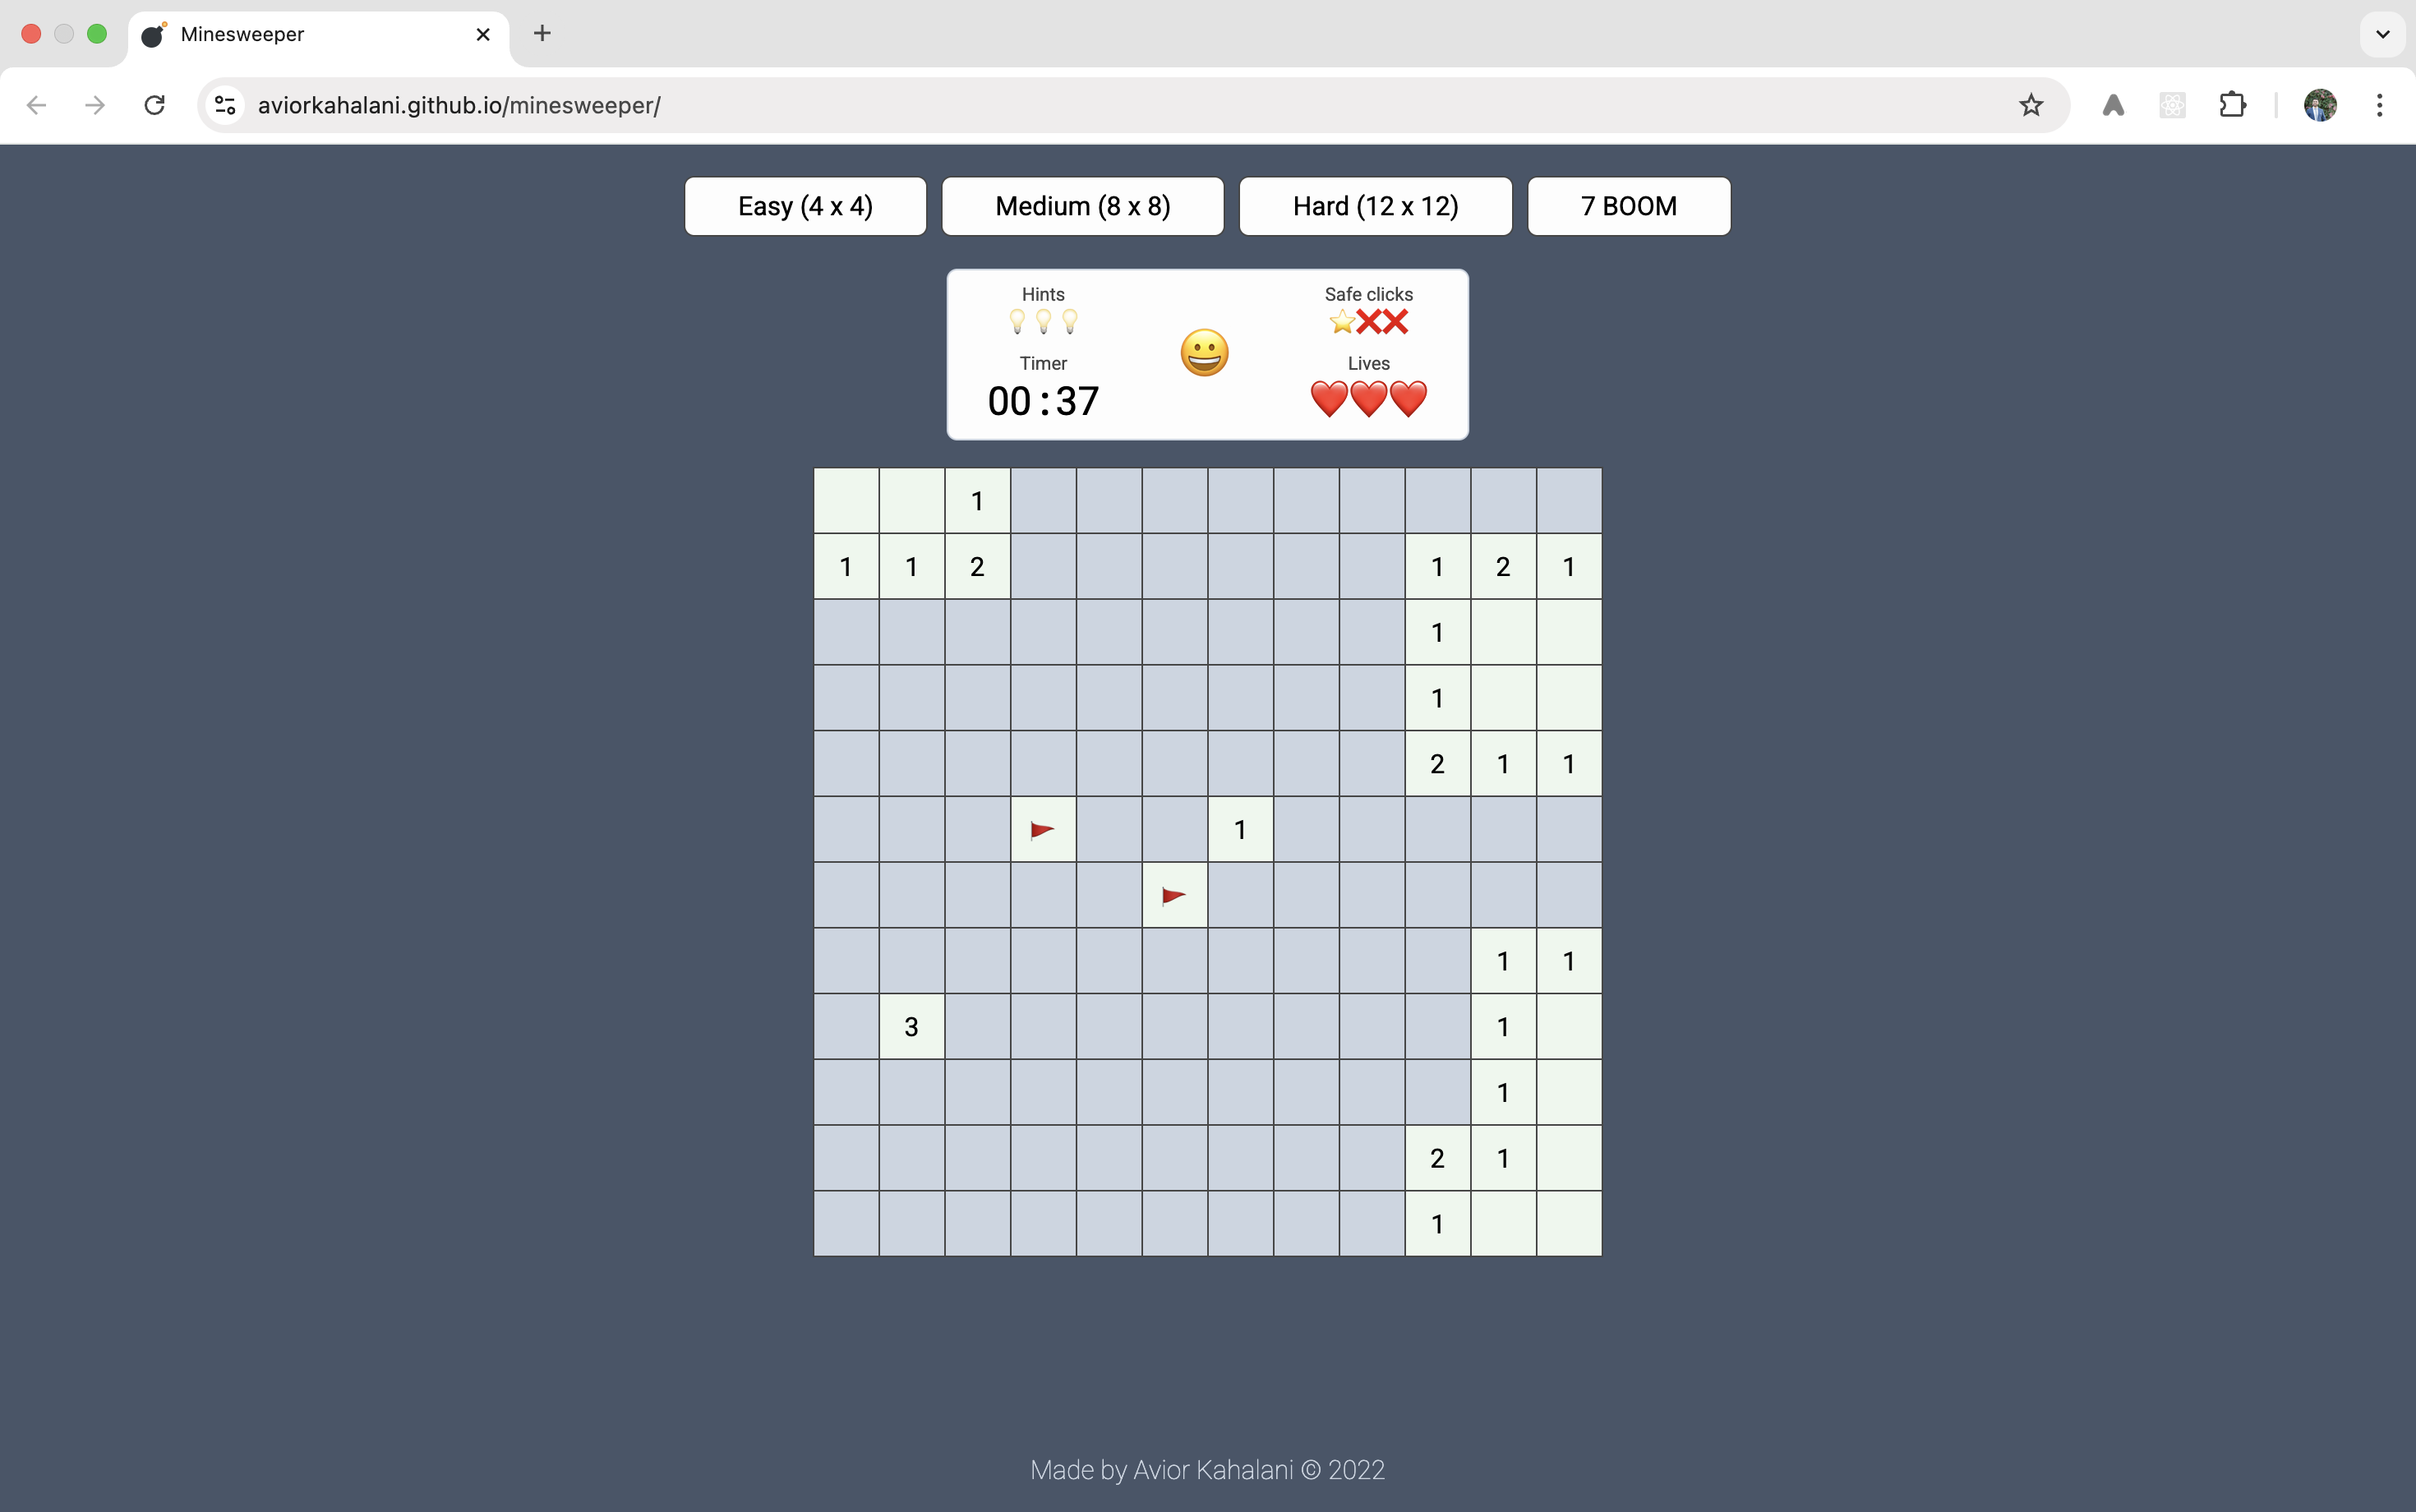 Minesweeper
aviorkahalani.github.io/minesweeper/
Easy (4 x 4) Medium (8 x 8) Hard (12 x 12) 7 BOOM
Hints Safe clicks
Timer Lives
00:37
1
1 1 2 1 2 1
1
1
2 1 1
1
1 1
3 1
1
2 1
1
Made by Avior Kahalani © 2022